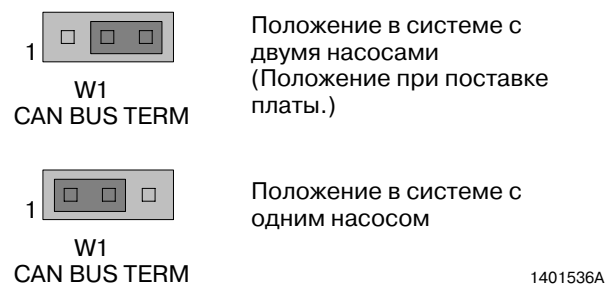 1
W1
CAN BUS TERM
Положение в системе с
двумя насосами
(Положение при поставке
платы.)
1
W1
CAN BUS TERM
Положение в системе с
одним насосом
1401536A